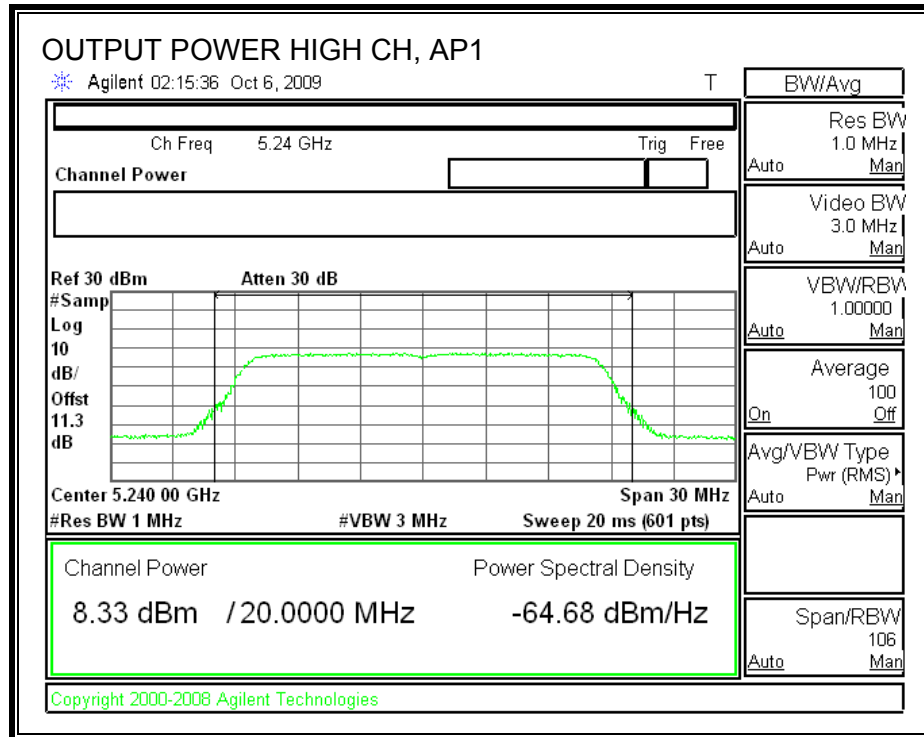 OUTPUT POWER HIGH CH, AP1
Agilent 02:15:36 Oct 6, 2009 T
BW/Avg
Ch Freq 5.24 GHz Trig Free
Channel Power
Res BW
1.0 MHz
Auto Man
Video BW
3.0 MHz
Auto Man
VBW/RBW
1.00000
Auto Man
Average
100
On Off
Avg/VBW Type
Pwr (RMS)
Auto Man
Span/RBW
106
Auto Man
Ref 30 dBm Atten 30 dB
#Samp
Log
10
dB/
Offst
11.3
dB
Center 5.240 00 GHz Span 30 MHz
#Res BW 1 MHz #VBW 3 MHz Sweep 20 ms (601 pts)
Channel Power Power Spectral Density
8.33 dBm / 20.0000 MHz -64.68 dBm/Hz
Copyright 2000-2008 Agilent Technologies